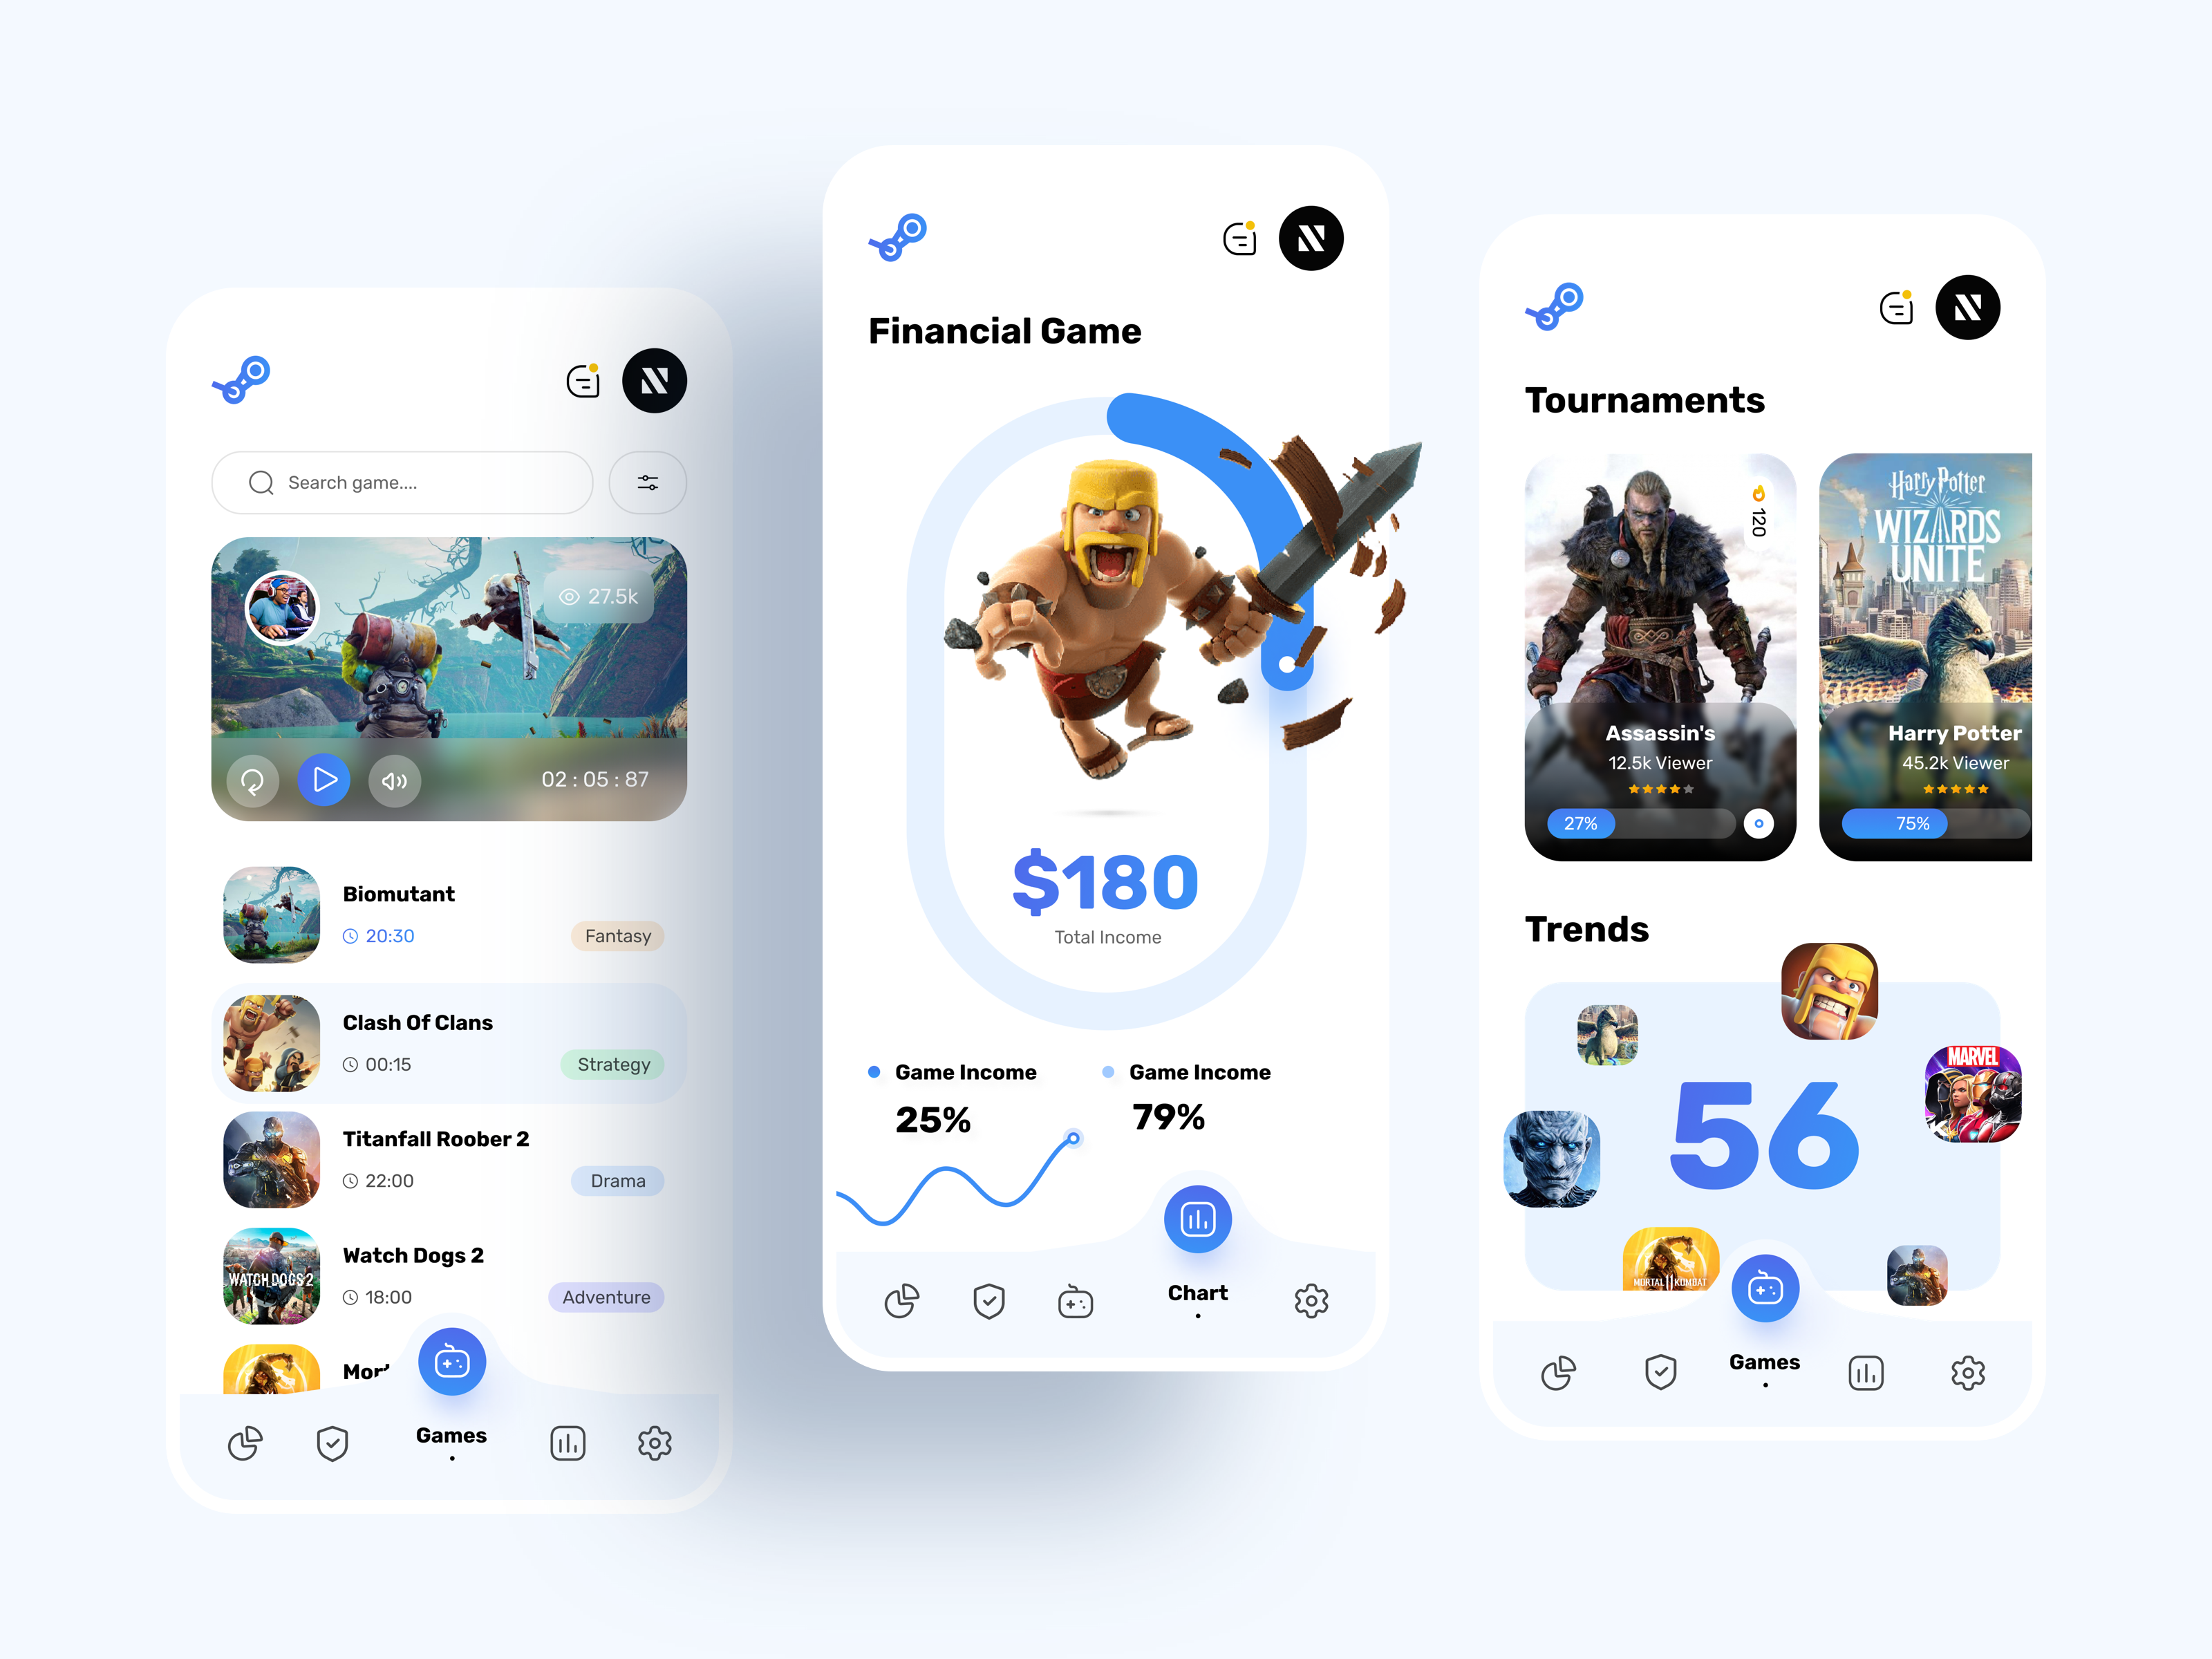 Search game....
27.5k
02 : 05 : 87
Biomutant
20:30
Fantasy
Clash Of Clans
00:15
Strategy
Titanfall Roober 2
22:00
Drama
WATCH DOGS 2
Watch Dogs 2
18:00
Adventure
Games
Financial Game
$180
Total Income
Game Income
25%
Game Income
79%
Chart
Tournaments
120
Assassin's
12.5k Viewer
27%
Harry Potter
WIZARDS
UNITE
Harry Potter
45.2k Viewer
75%
Trends
MARVEL
56
MORTAL KOMBAT
Games